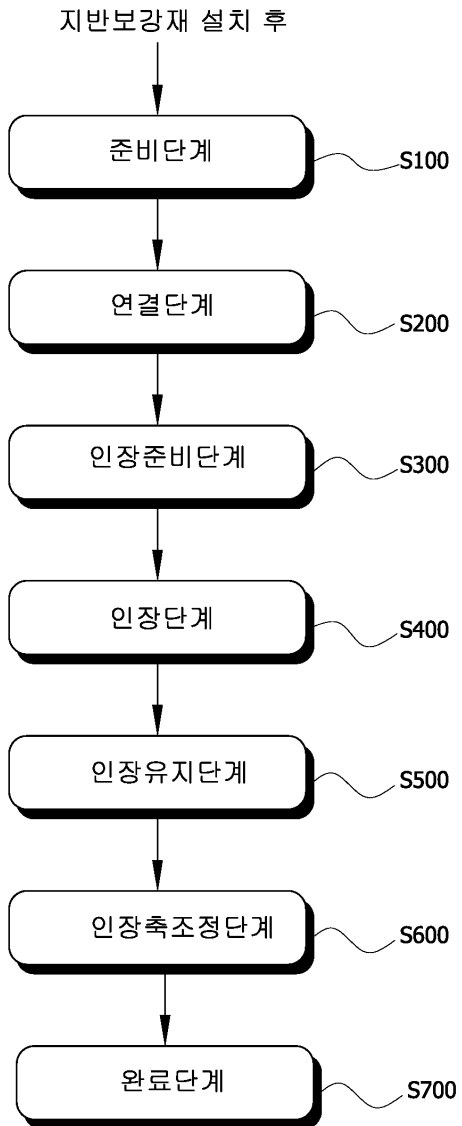 지반보강재 설치 후
준비단계
S100
연결단계
S200
인장준비단계
S300
인장단계
S400
인장유지단계
S500
인장축조정단계
S600
완료단계
S700